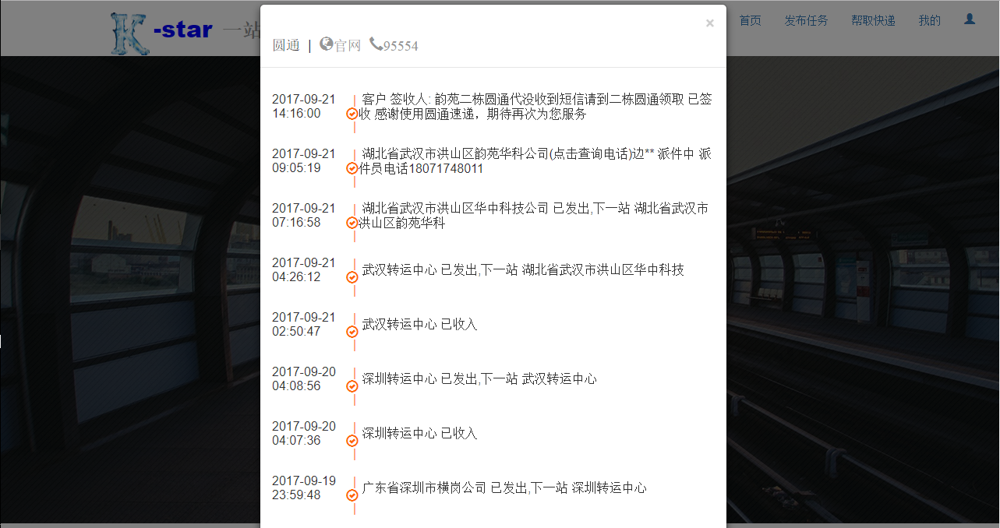 K -star 一站
首页 发布任务 帮取快递 我的
×
圆通 | 官网 95554
2017-09-21
14:16:00
客户 签收人: 韵苑二栋圆通代没收到短信请到二栋圆通领取 已签
收 感谢使用圆通速递，期待再次为您服务
2017-09-21
09:05:19
湖北省武汉市洪山区韵苑华科公司(点击查询电话)边** 派件中 派
件员电话18071748011
2017-09-21
07:16:58
湖北省武汉市洪山区华中科技公司 已发出,下一站 湖北省武汉市
洪山区韵苑华科
2017-09-21
04:26:12
武汉转运中心 已发出,下一站 湖北省武汉市洪山区华中科技
2017-09-21
02:50:47
武汉转运中心 已收入
2017-09-20
04:08:56
深圳转运中心 已发出,下一站 武汉转运中心
2017-09-20
04:07:36
深圳转运中心 已收入
2017-09-19
23:59:48
广东省深圳市横岗公司 已发出,下一站 深圳转运中心